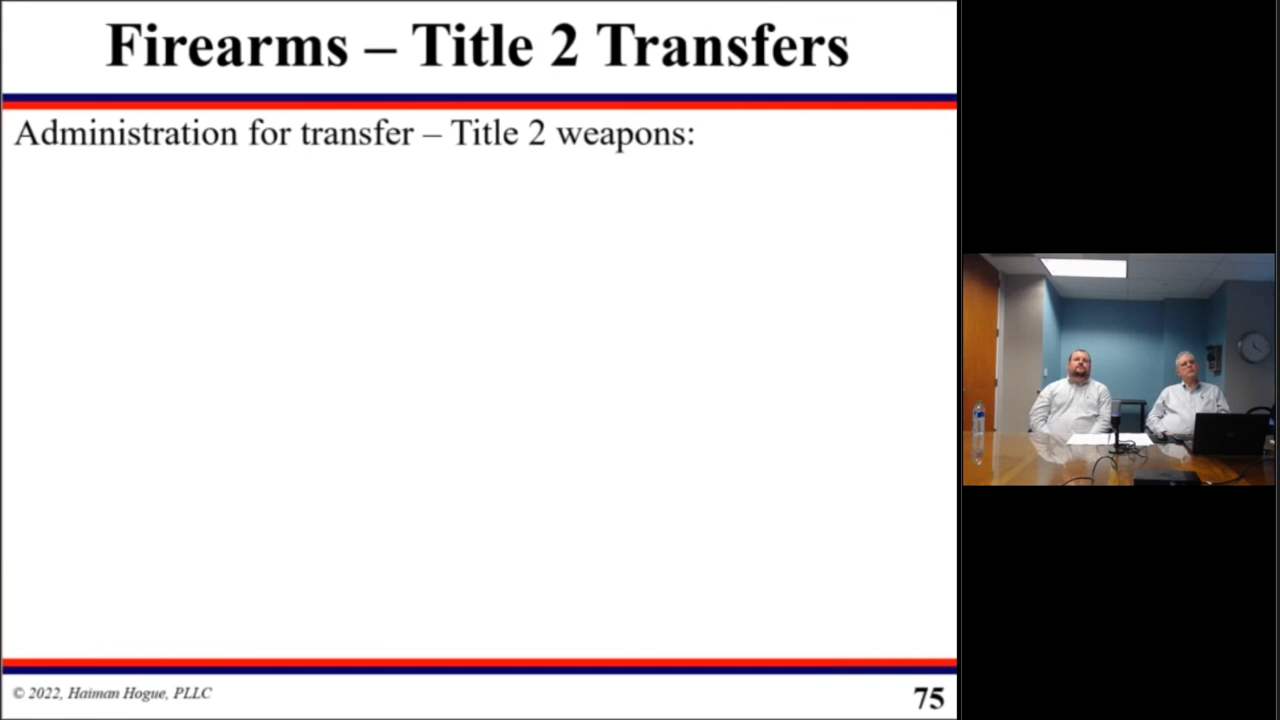 Firearms – Title 2 Transfers
Administration for transfer – Title 2 weapons:
© 2022, Haiman Hogue, PLLC
75